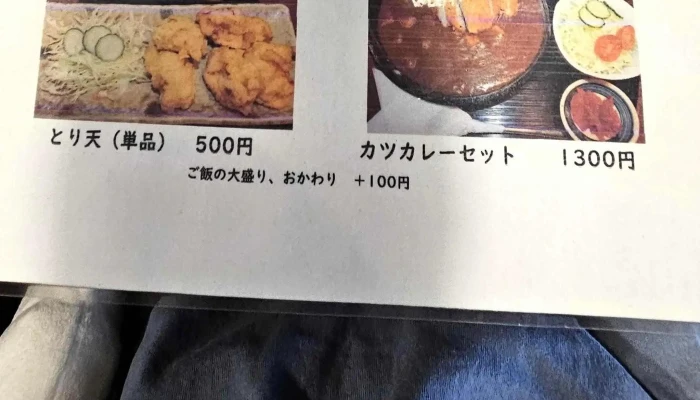 とり天（単品） 500円
カツカレーセット 1300円
ご飯の大盛り、おかわり +100円